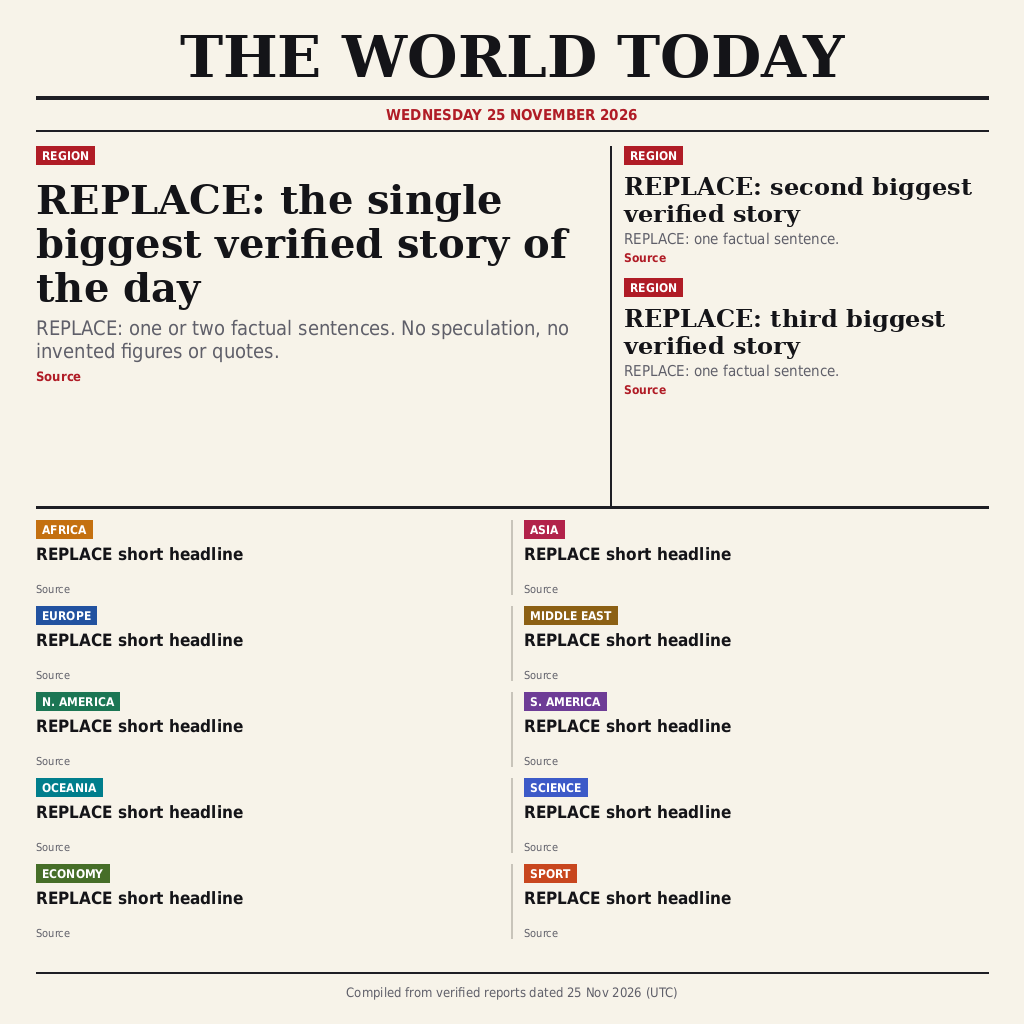 THE WORLD TODAY
WEDNESDAY 25 NOVEMBER 2026
REGION
REPLACE: the single
biggest verified story of
the day
REPLACE: one or two factual sentences. No speculation, no
invented figures or quotes.
Source
REGION
REPLACE: second biggest
verified story
REPLACE: one factual sentence.
Source
REGION
REPLACE: third biggest
verified story
REPLACE: one factual sentence.
Source
AFRICA
REPLACE short headline
Source
ASIA
REPLACE short headline
Source
EUROPE
REPLACE short headline
Source
MIDDLE EAST
REPLACE short headline
Source
N. AMERICA
REPLACE short headline
Source
S. AMERICA
REPLACE short headline
Source
OCEANIA
REPLACE short headline
Source
SCIENCE
REPLACE short headline
Source
ECONOMY
REPLACE short headline
Source
SPORT
REPLACE short headline
Source
Compiled from verified reports dated 25 Nov 2026 (UTC)